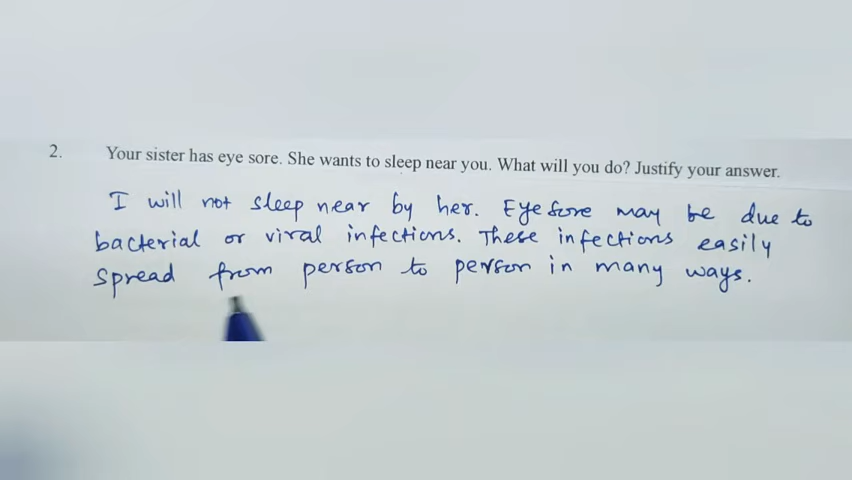 2. Your sister has eye sore. She wants to sleep near you. What will you do? Justify your answer.
I will not sleep near by her. Eye sore may be due to
bacterial or viral infections. These infections easily
spread from person to person in many ways.